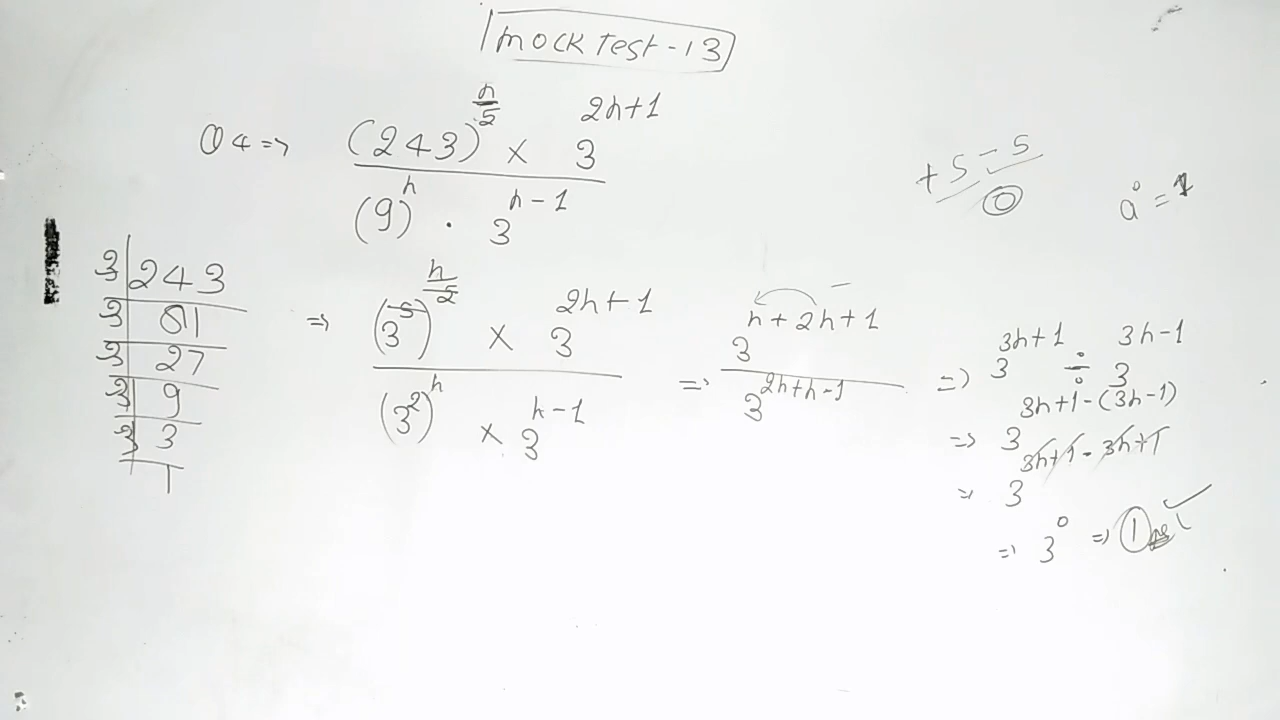 mock Test - 13
Q 4 => (243)^(n/5) × 3^(2n+1)
(9)^n . 3^(n-1)
+5 - 5
0
a° = 1
3 | 243
3 | 81
3 | 27
3 | 9
3 | 3
1
=> (3^5)^(n/5) × 3^(2n+1)
(3^2)^n × 3^(n-1)
=> 3^(n+2n+1)
3^(2n+n-1)
=> 3^(3n+1) ÷ 3^(3n-1)
=> 3^(3n+1-(3n-1))
=> 3^(3n+1-3n+1)
=> 3^0 => 1